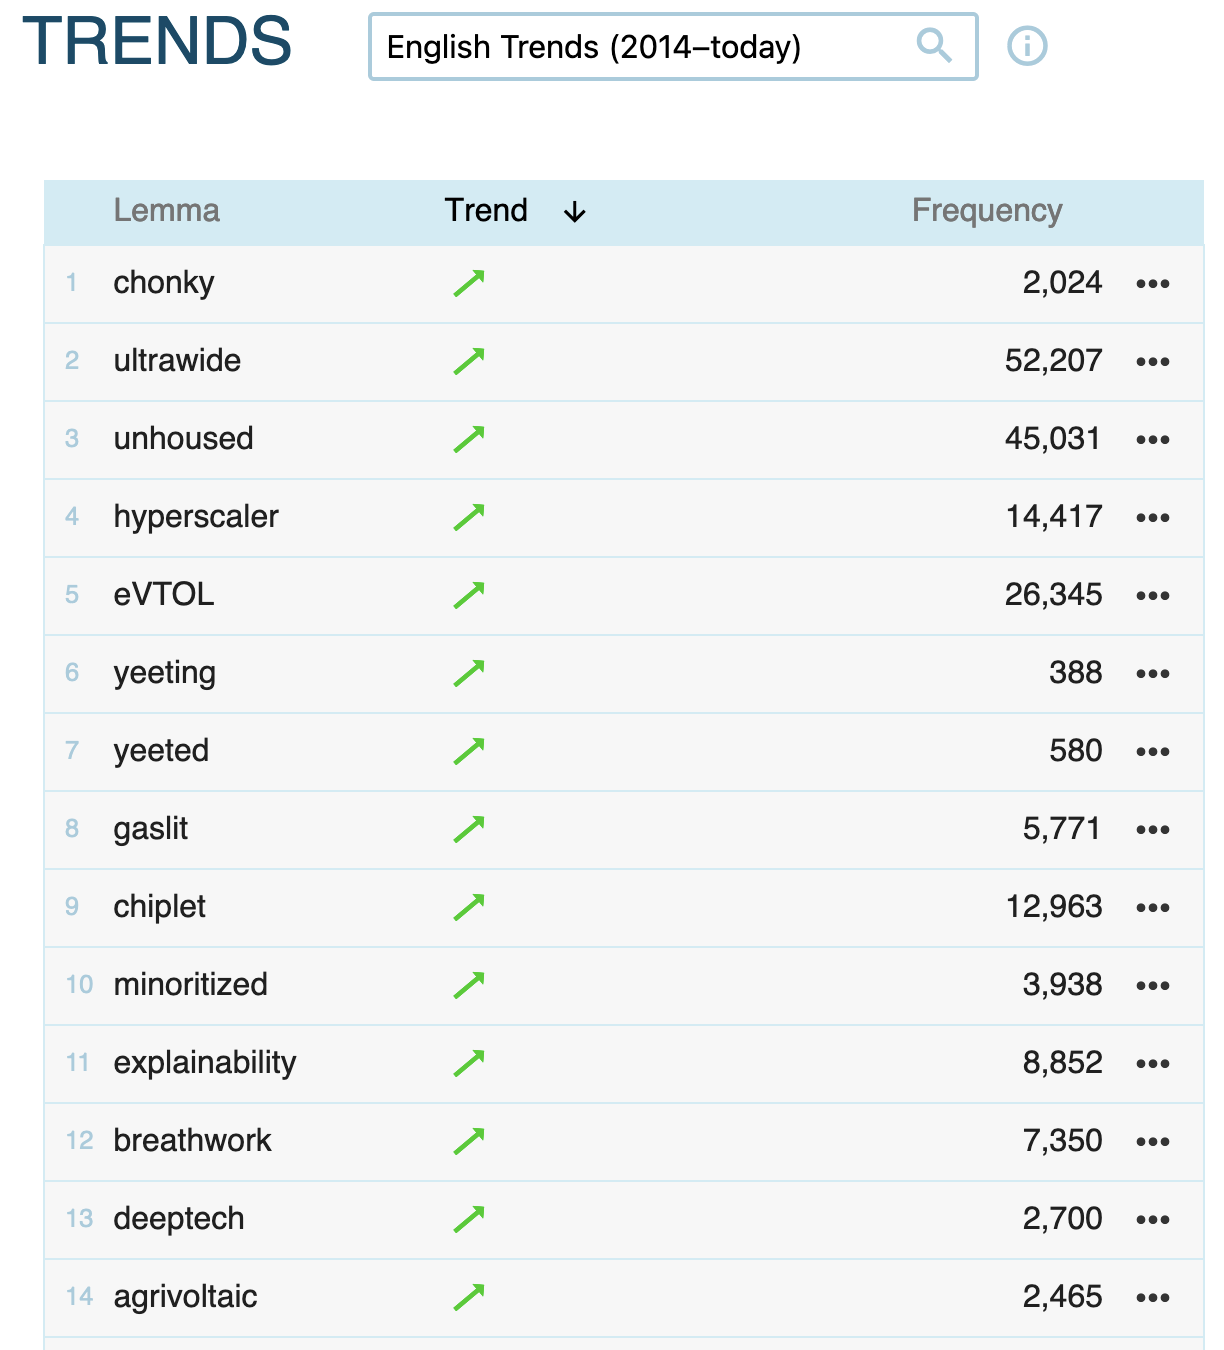 TRENDS English Trends (2014–today)
Lemma Trend ↓ Frequency
1 chonky 2,024
2 ultrawide 52,207
3 unhoused 45,031
4 hyperscaler 14,417
5 eVTOL 26,345
6 yeeting 388
7 yeeted 580
8 gaslit 5,771
9 chiplet 12,963
10 minoritized 3,938
11 explainability 8,852
12 breathwork 7,350
13 deeptech 2,700
14 agrivoltaic 2,465